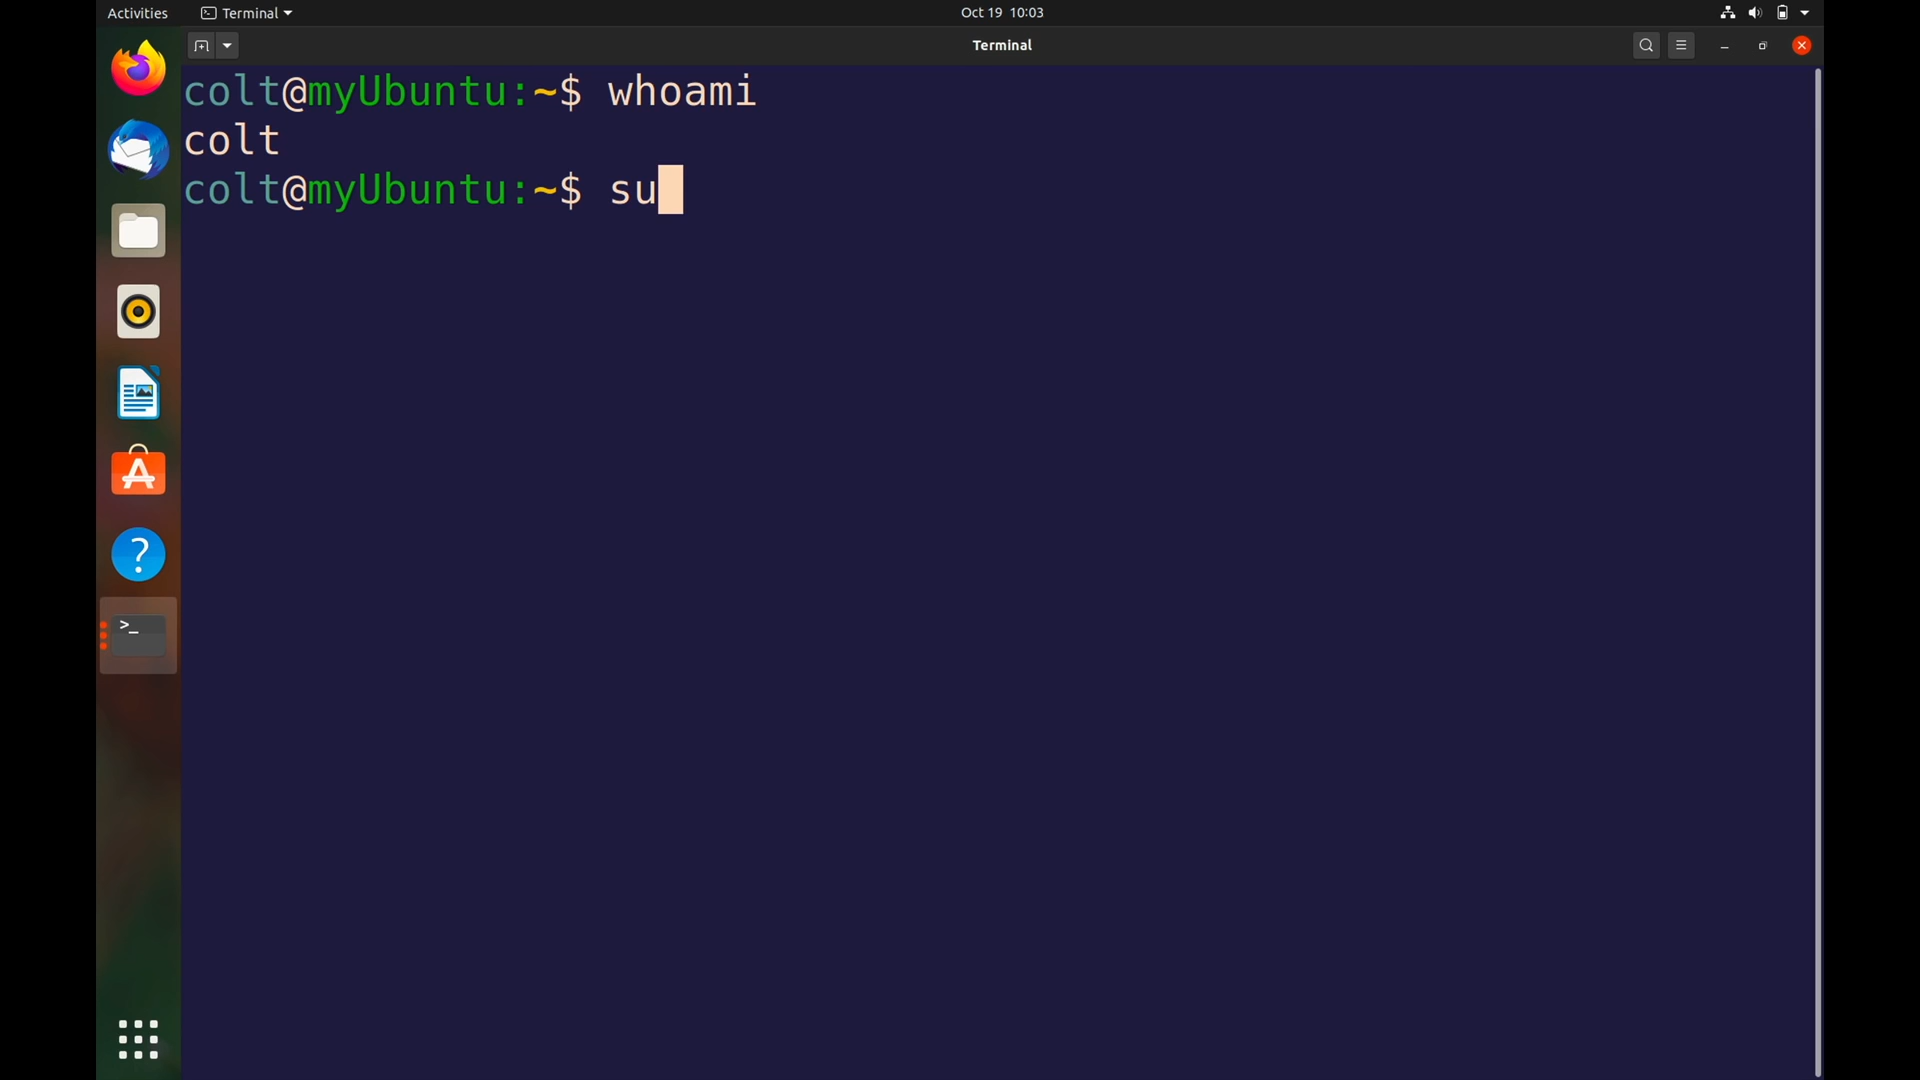 Activities Terminal Oct 19 10:03
Terminal
colt@myUbuntu:~$ whoami
colt
colt@myUbuntu:~$ su
>_